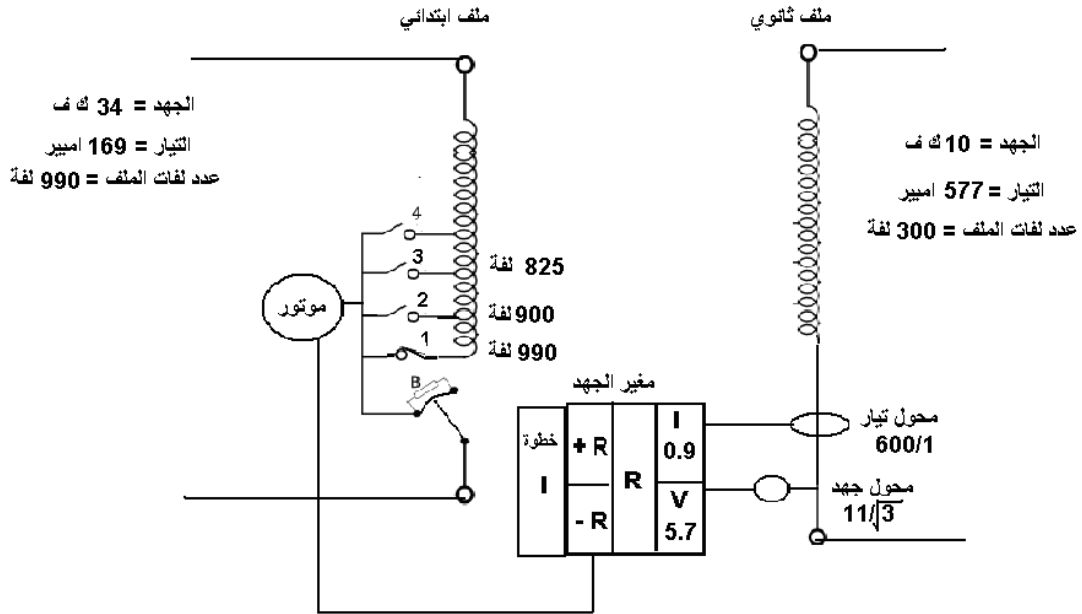 ملف ابتدائي
ملف ثانوي
الجهد = 34 ك ف
التيار = 169 امبير
عدد لفات الملف = 990 لفة
الجهد = 10 ك ف
التيار = 577 امبير
عدد لفات الملف = 300 لفة
4
3
825 لفة
2
900 لفة
1
990 لفة
موتور
B
مغير الجهد
خطوة
I
+ R
- R
R
I
0.9
V
5.7
محول تيار
600/1
محول جهد
11/√3